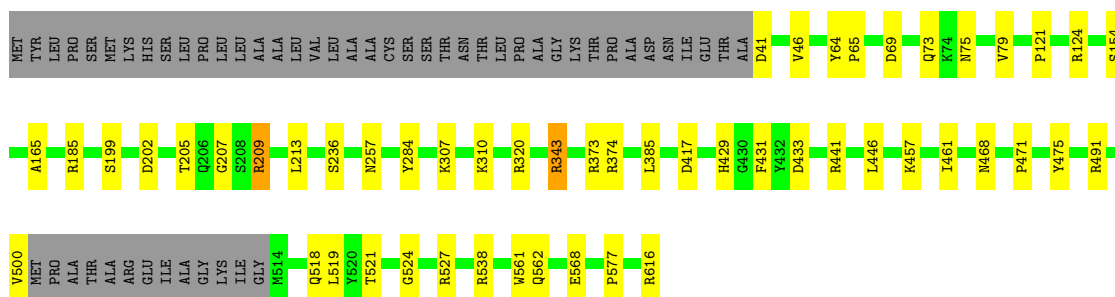 MET TYR LEU PRO SER MET LYS HIS SER LEU PRO LEU LEU ALA ALA LEU VAL LEU ALA ALA CYS SER SER THR ASN THR LEU PRO ALA GLY LYS THR PRO ALA ASP ASN ILE GLU THR ALA D41 V46 Y64 P65 D69 Q73 K74 N75 V79 P121 R124 S154
A165 R185 S199 D202 T205 Q206 G207 S208 R209 L213 S236 N257 Y284 K307 K310 R320 R343 R373 R374 L385 D417 H429 G430 F431 Y432 D433 R441 L446 K457 I461 N468 P471 Y475 R491
V500 MET PRO ALA THR ALA ARG GLU ILE ALA GLY LYS ILE GLY M514 Q518 L519 Y520 T521 G524 R527 R538 W561 Q562 E568 P577 R616